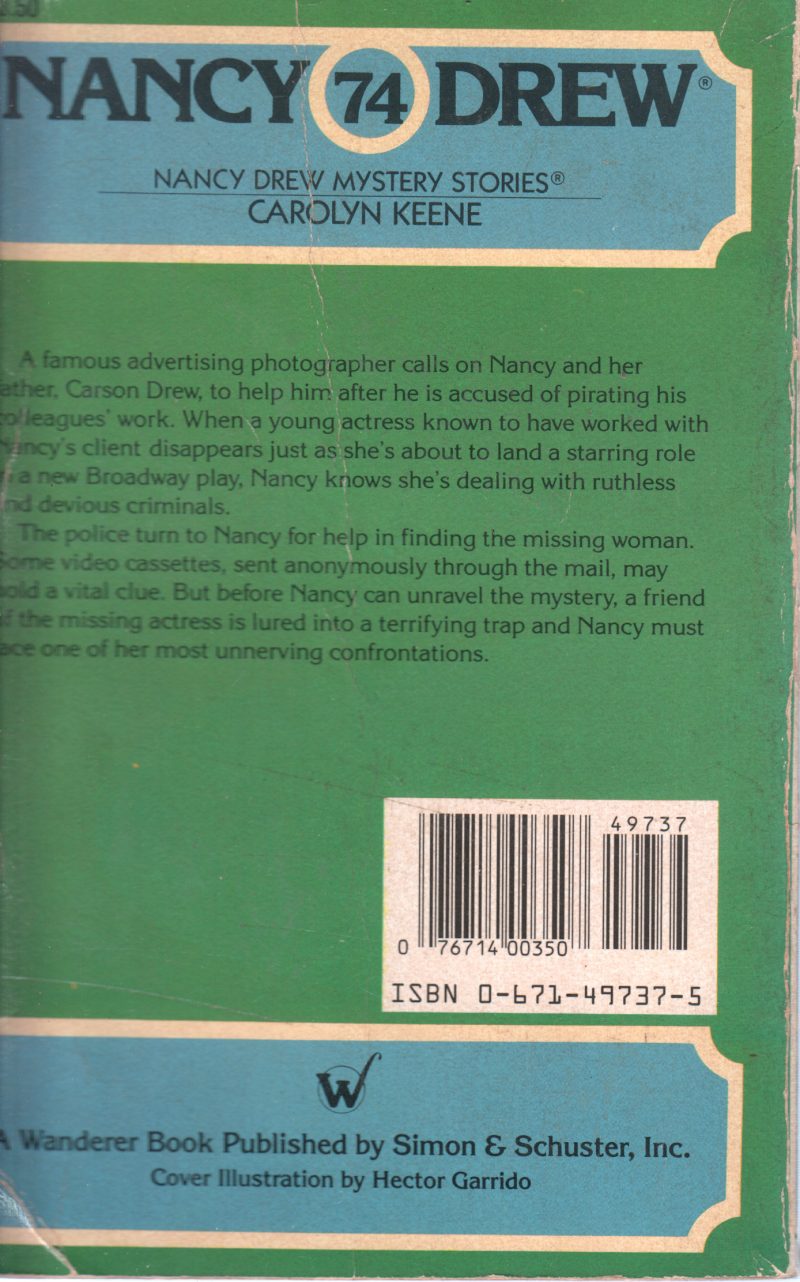 .50
NANCY 74 DREW®
NANCY DREW MYSTERY STORIES®
CAROLYN KEENE
A famous advertising photographer calls on Nancy and her
ather, Carson Drew, to help him after he is accused of pirating his
olleagues' work. When a young actress known to have worked with
Nancy's client disappears just as she's about to land a starring role
n a new Broadway play, Nancy knows she's dealing with ruthless
nd devious criminals.
The police turn to Nancy for help in finding the missing woman.
Some video cassettes, sent anonymously through the mail, may
old a vital clue. But before Nancy can unravel the mystery, a friend
f the missing actress is lured into a terrifying trap and Nancy must
ace one of her most unnerving confrontations.
49737
0 76714 00350
ISBN 0-671-49737-5
W
A Wanderer Book Published by Simon & Schuster, Inc.
Cover Illustration by Hector Garrido